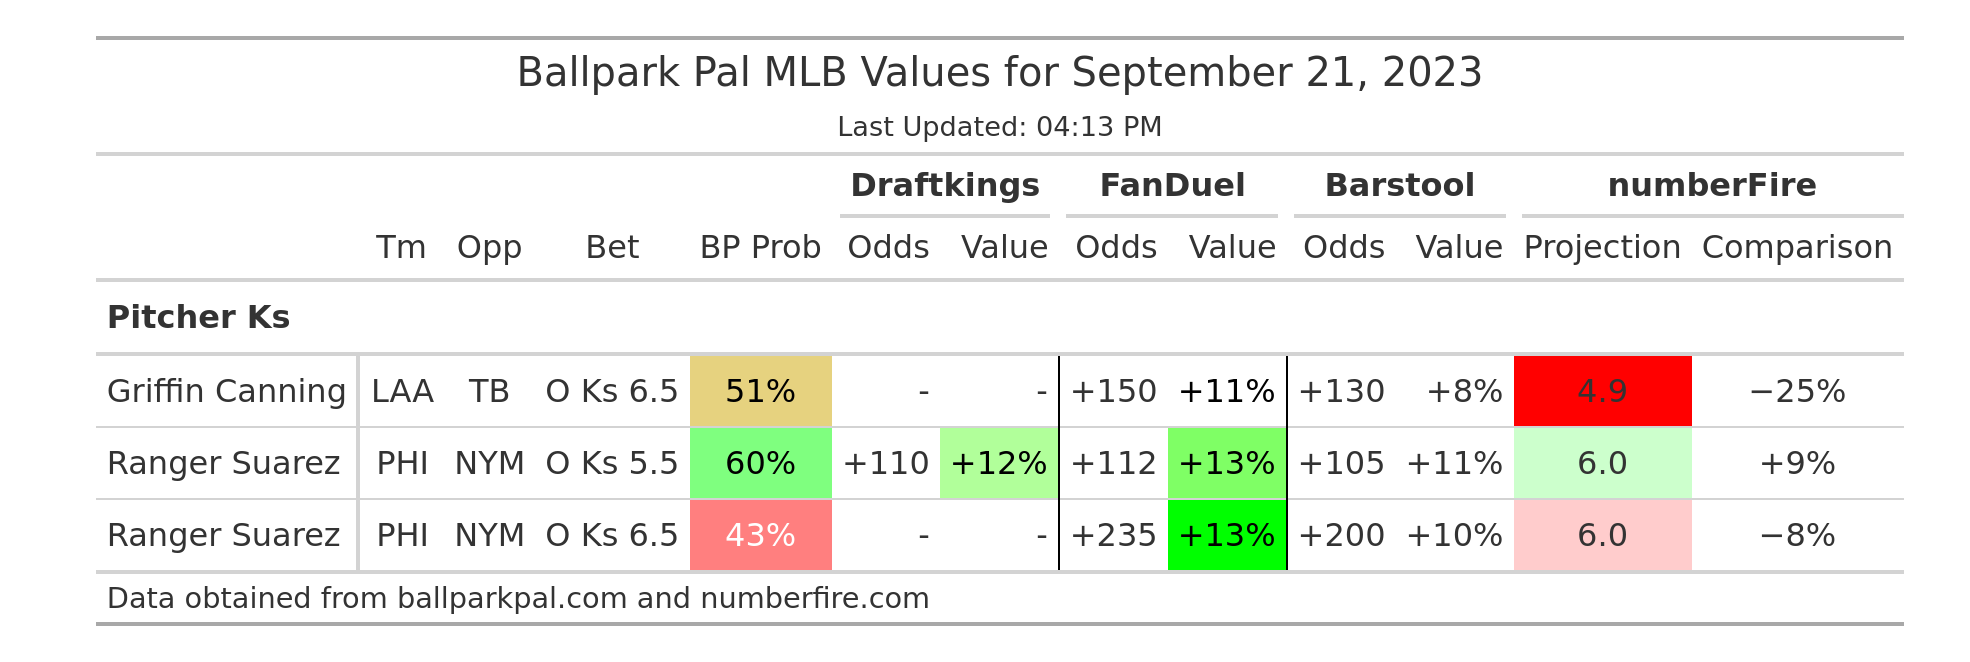 Ballpark Pal MLB Values for September 21, 2023
Last Updated: 04:13 PM
Draftkings FanDuel Barstool numberFire
Tm Opp Bet BP Prob Odds Value Odds Value Odds Value Projection Comparison
Pitcher Ks
Griffin Canning LAA TB O Ks 6.5 51% - - +150 +11% +130 +8% 4.9 −25%
Ranger Suarez PHI NYM O Ks 5.5 60% +110 +12% +112 +13% +105 +11% 6.0 +9%
Ranger Suarez PHI NYM O Ks 6.5 43% - - +235 +13% +200 +10% 6.0 −8%
Data obtained from ballparkpal.com and numberfire.com